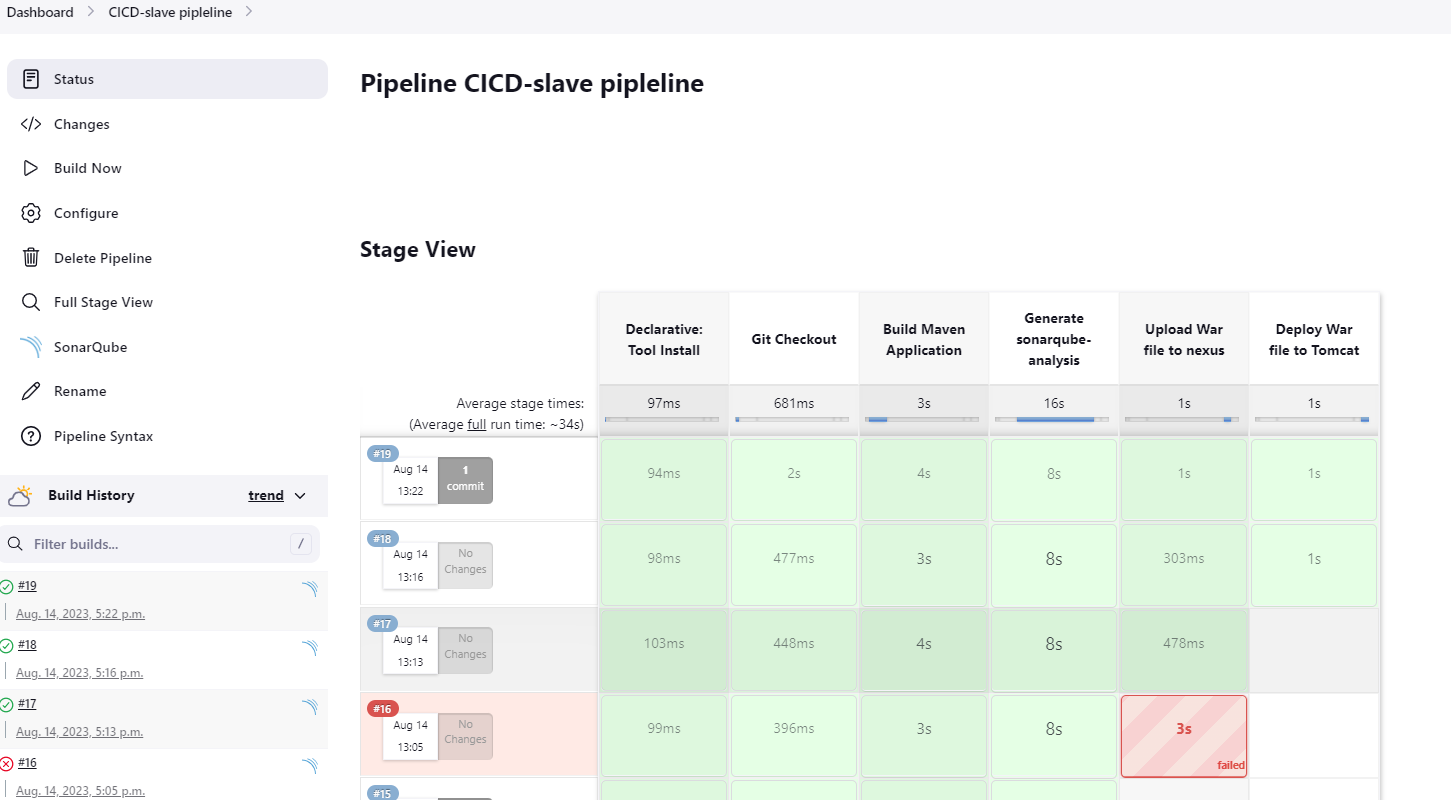 Dashboard > CICD-slave pipleline >
Status
Changes
Build Now
Configure
Delete Pipeline
Full Stage View
SonarQube
Rename
Pipeline Syntax
Build History trend
Filter builds... /
#19
Aug. 14, 2023, 5:22 p.m.
#18
Aug. 14, 2023, 5:16 p.m.
#17
Aug. 14, 2023, 5:13 p.m.
#16
Aug. 14, 2023, 5:05 p.m.
Pipeline CICD-slave pipleline
Stage View
Declarative:
Tool Install
Git Checkout
Build Maven
Application
Generate
sonarqube-
analysis
Upload War
file to nexus
Deploy War
file to Tomcat
Average stage times:
(Average full run time: ~34s)
97ms 681ms 3s 16s 1s 1s
#19
Aug 14
13:22
1
commit
94ms 2s 4s 8s 1s 1s
#18
Aug 14
13:16
No
Changes
98ms 477ms 3s 8s 303ms 1s
#17
Aug 14
13:13
No
Changes
103ms 448ms 4s 8s 478ms
#16
Aug 14
13:05
No
Changes
99ms 396ms 3s 8s 3s
failed
#15